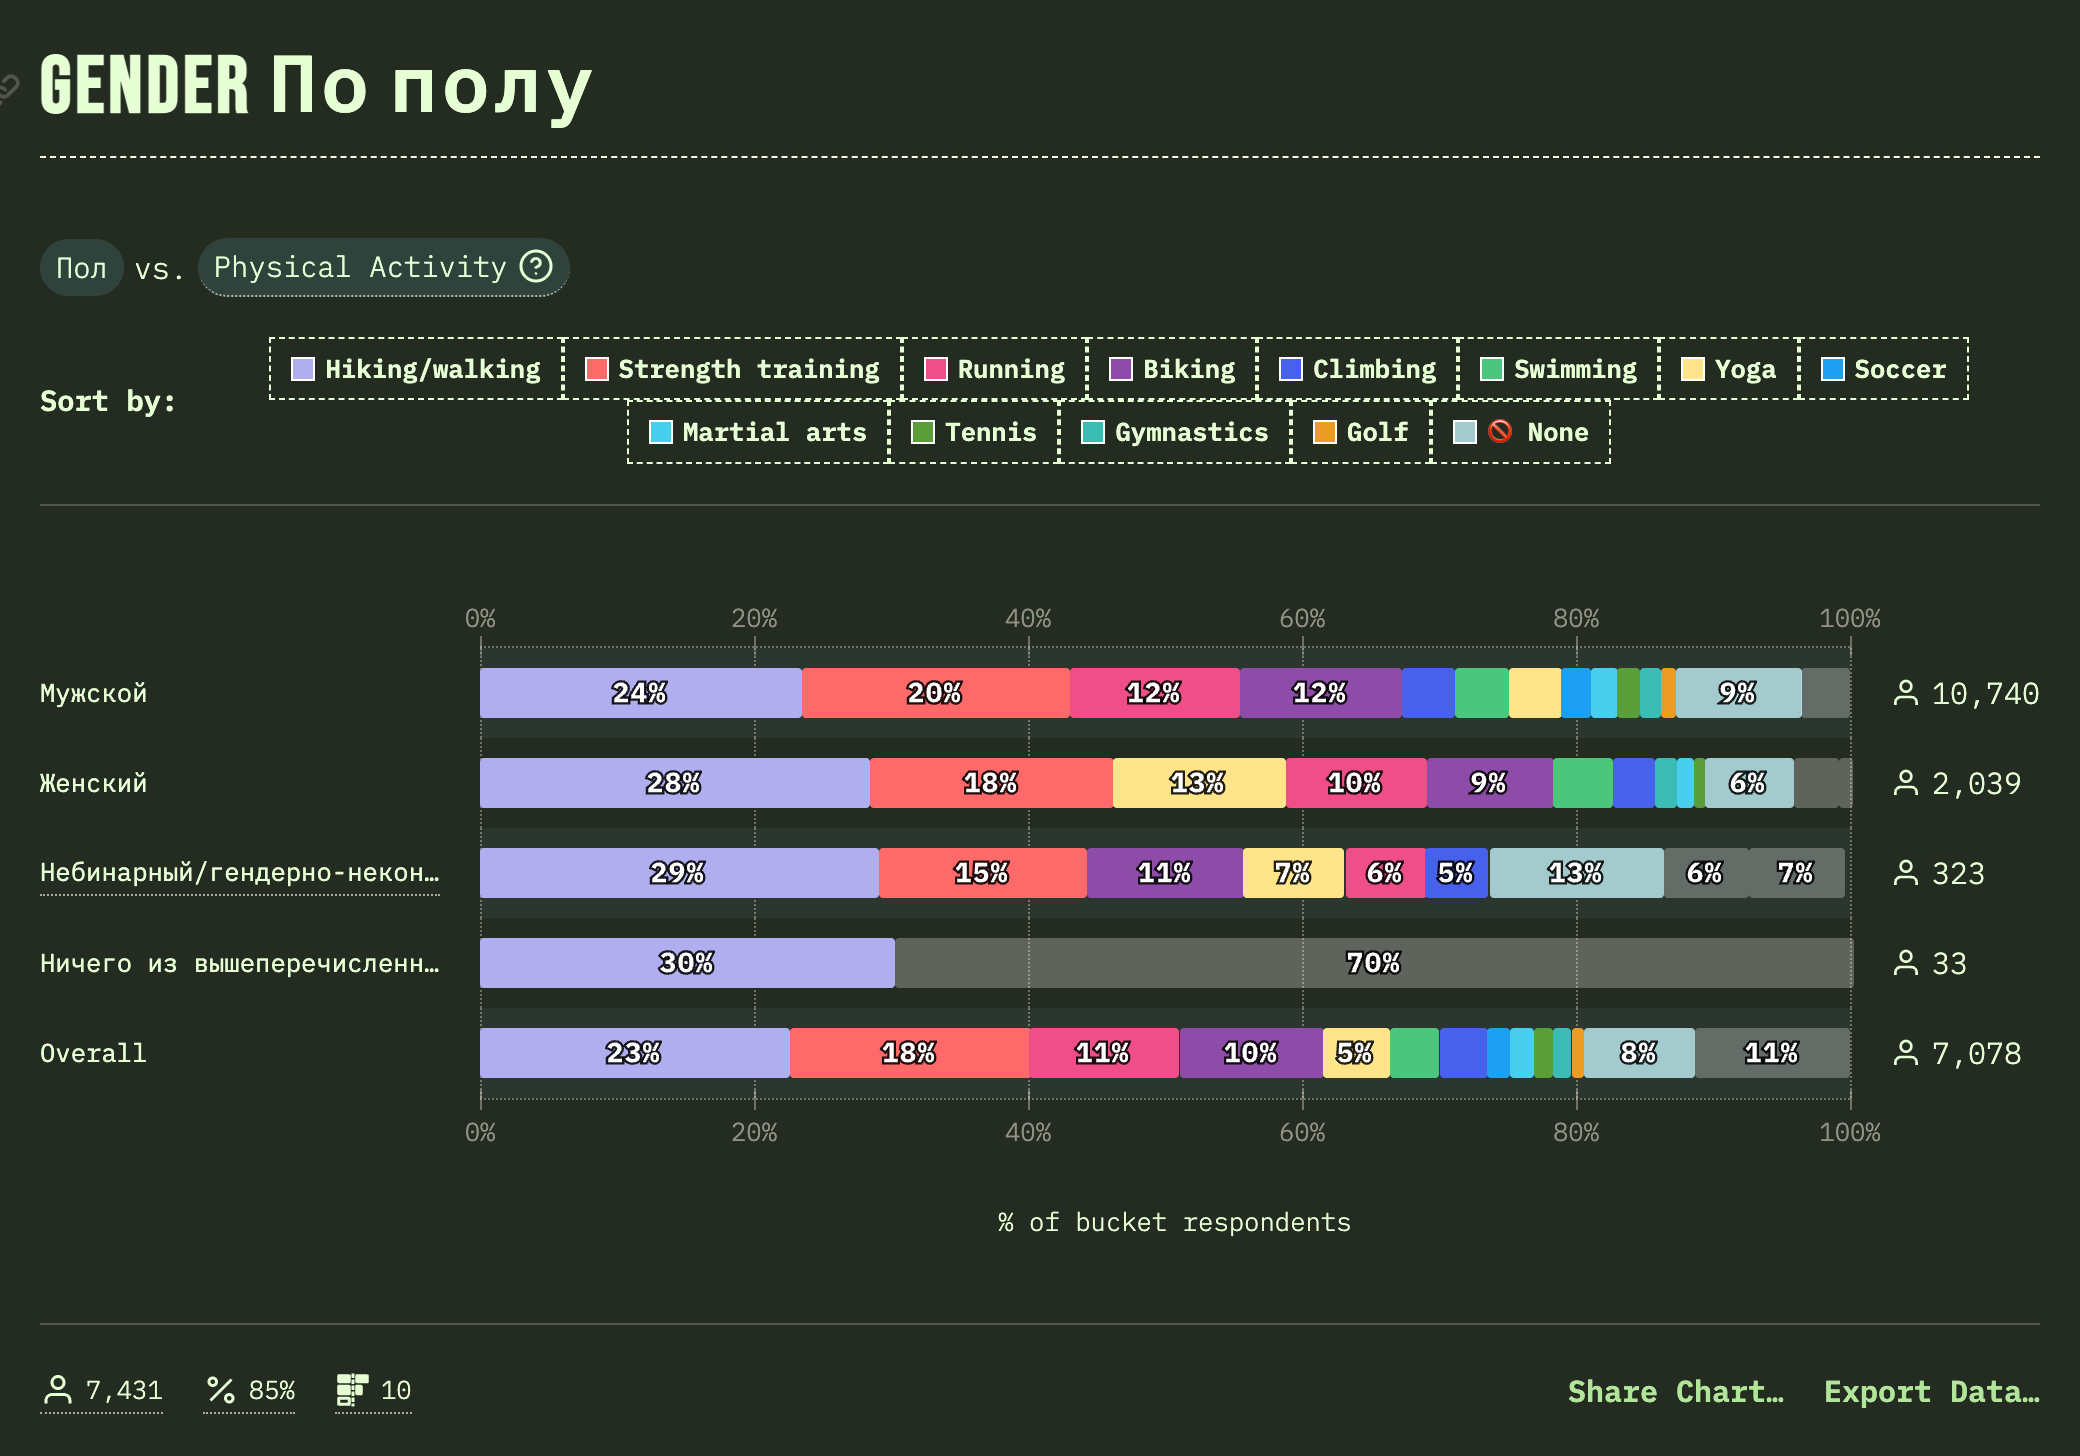 GENDER По полу
Пол vs. Physical Activity ?
Sort by:
Hiking/walking Strength training Running Biking Climbing Swimming Yoga Soccer
Martial arts Tennis Gymnastics Golf 🚫 None
0% 20% 40% 60% 80% 100%
Мужской 24% 20% 12% 12% 9% 10,740
Женский 28% 18% 13% 10% 9% 6% 2,039
Небинарный/гендерно-некон… 29% 15% 11% 7% 6% 5% 13% 6% 7% 323
Ничего из вышеперечисленн… 30% 70% 33
Overall 23% 18% 11% 10% 5% 8% 11% 7,078
0% 20% 40% 60% 80% 100%
% of bucket respondents
7,431 % 85% 10 Share Chart… Export Data…